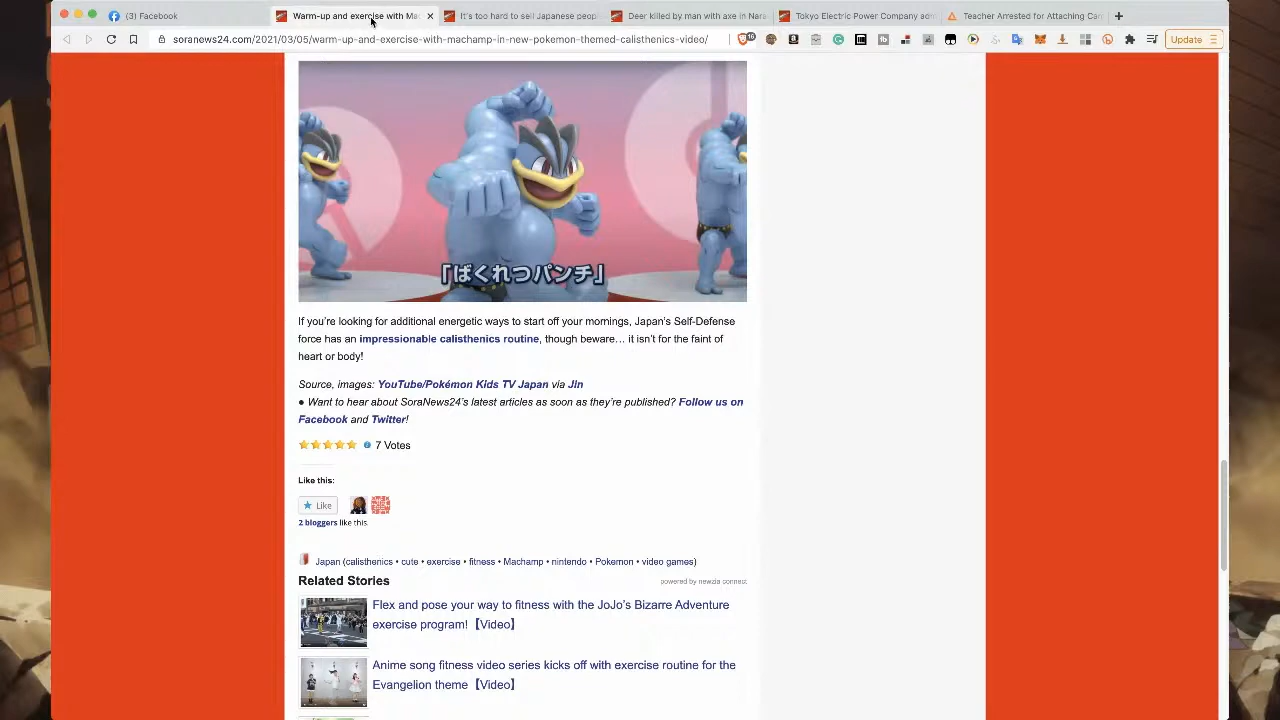 (3) Facebook
Warm-up and exercise with Ma
It's too hard to sell Japanese peopl
Deer killed by man with axe in Nara
Tokyo Electric Power Company adm
Teacher Arrested for Attaching Cam
soranews24.com/2021/03/05/warm-up-and-exercise-with-machamp-in-new-pokemon-themed-calisthenics-video/
16
Update
「ばくれつパンチ」
If you're looking for additional energetic ways to start off your mornings, Japan's Self-Defense
force has an impressionable calisthenics routine, though beware… it isn't for the faint of
heart or body!
Source, images: YouTube/Pokémon Kids TV Japan via Jin
● Want to hear about SoraNews24's latest articles as soon as they're published? Follow us on
Facebook and Twitter!
7 Votes
Like this:
Like
2 bloggers like this.
Japan (calisthenics • cute • exercise • fitness • Machamp • nintendo • Pokemon • video games)
Related Stories
powered by newzia connect
Flex and pose your way to fitness with the JoJo's Bizarre Adventure
exercise program!【Video】
Anime song fitness video series kicks off with exercise routine for the
Evangelion theme【Video】